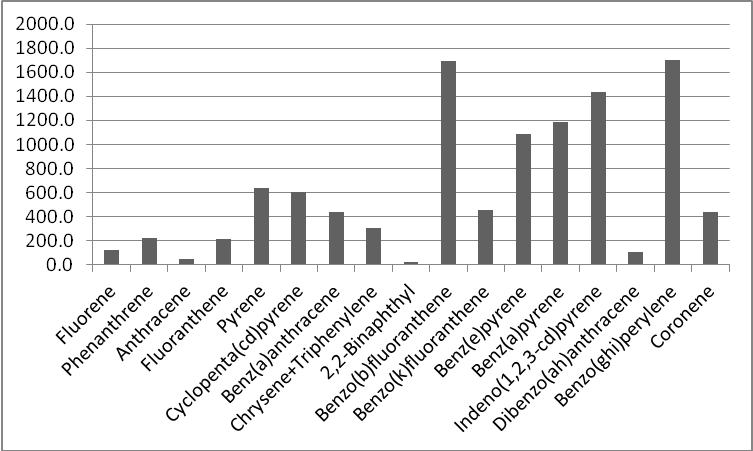 2000.0
1800.0
1600.0
1400.0
1200.0
1000.0
800.0
600.0
400.0
200.0
0.0
Fluorene
Phenanthrene
Anthracene
Fluoranthene
Pyrene
Cyclopenta(cd)pyrene
Benz(a)anthracene
Chrysene+Triphenylene
2,2-Binaphthyl
Benzo(b)fluoranthene
Benzo(k)fluoranthene
Benz(e)pyrene
Benz(a)pyrene
Indeno(1,2,3-cd)pyrene
Dibenzo(ah)anthracene
Benzo(ghi)perylene
Coronene